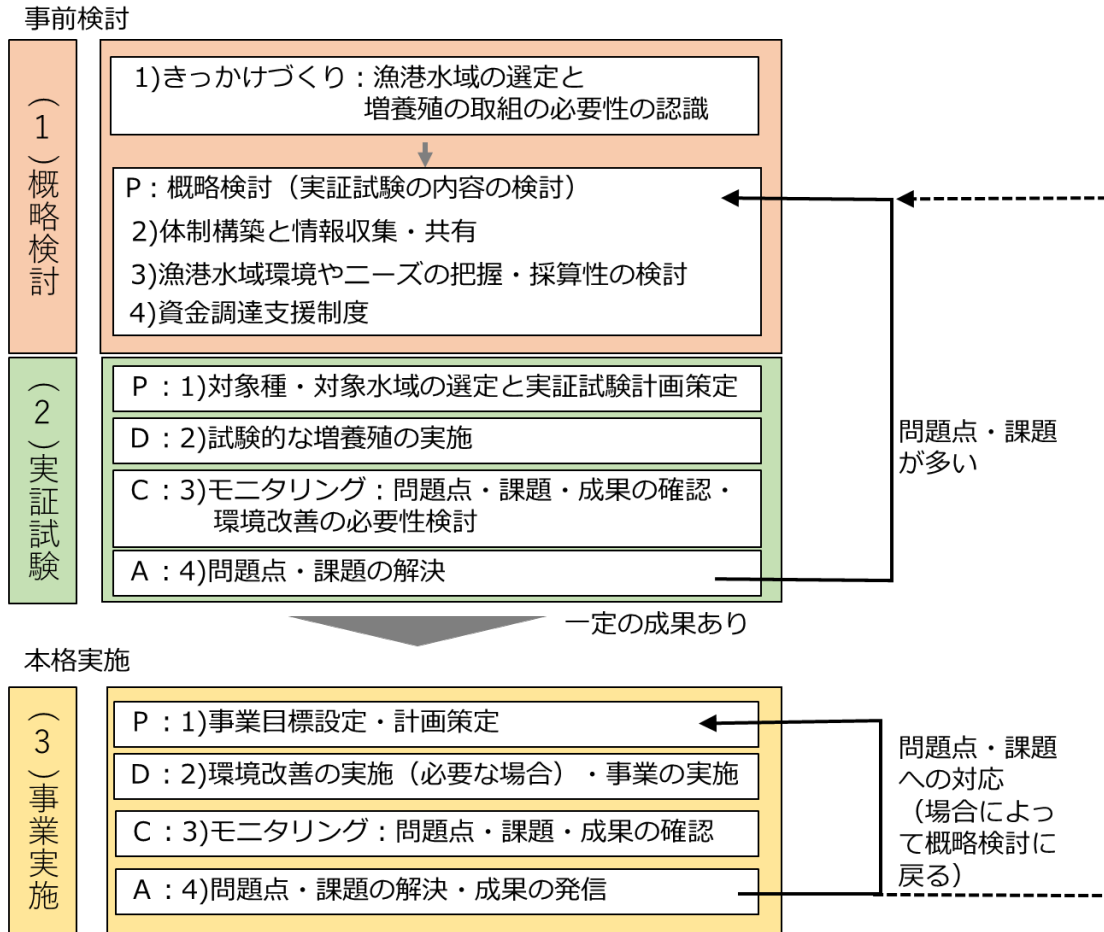 事前検討
（1）概略検討
1)きっかけづくり：漁港水域の選定と
増養殖の取組の必要性の認識
P：概略検討（実証試験の内容の検討）
2)体制構築と情報収集・共有
3)漁港水域環境やニーズの把握・採算性の検討
4)資金調達支援制度
（2）実証試験
P：1)対象種・対象水域の選定と実証試験計画策定
D：2)試験的な増養殖の実施
C：3)モニタリング：問題点・課題・成果の確認・
環境改善の必要性検討
A：4)問題点・課題の解決
問題点・課題
が多い
一定の成果あり
本格実施
（3）事業実施
P：1)事業目標設定・計画策定
D：2)環境改善の実施（必要な場合）・事業の実施
C：3)モニタリング：問題点・課題・成果の確認
A：4)問題点・課題の解決・成果の発信
問題点・課題
への対応
（場合によっ
て概略検討に
戻る）